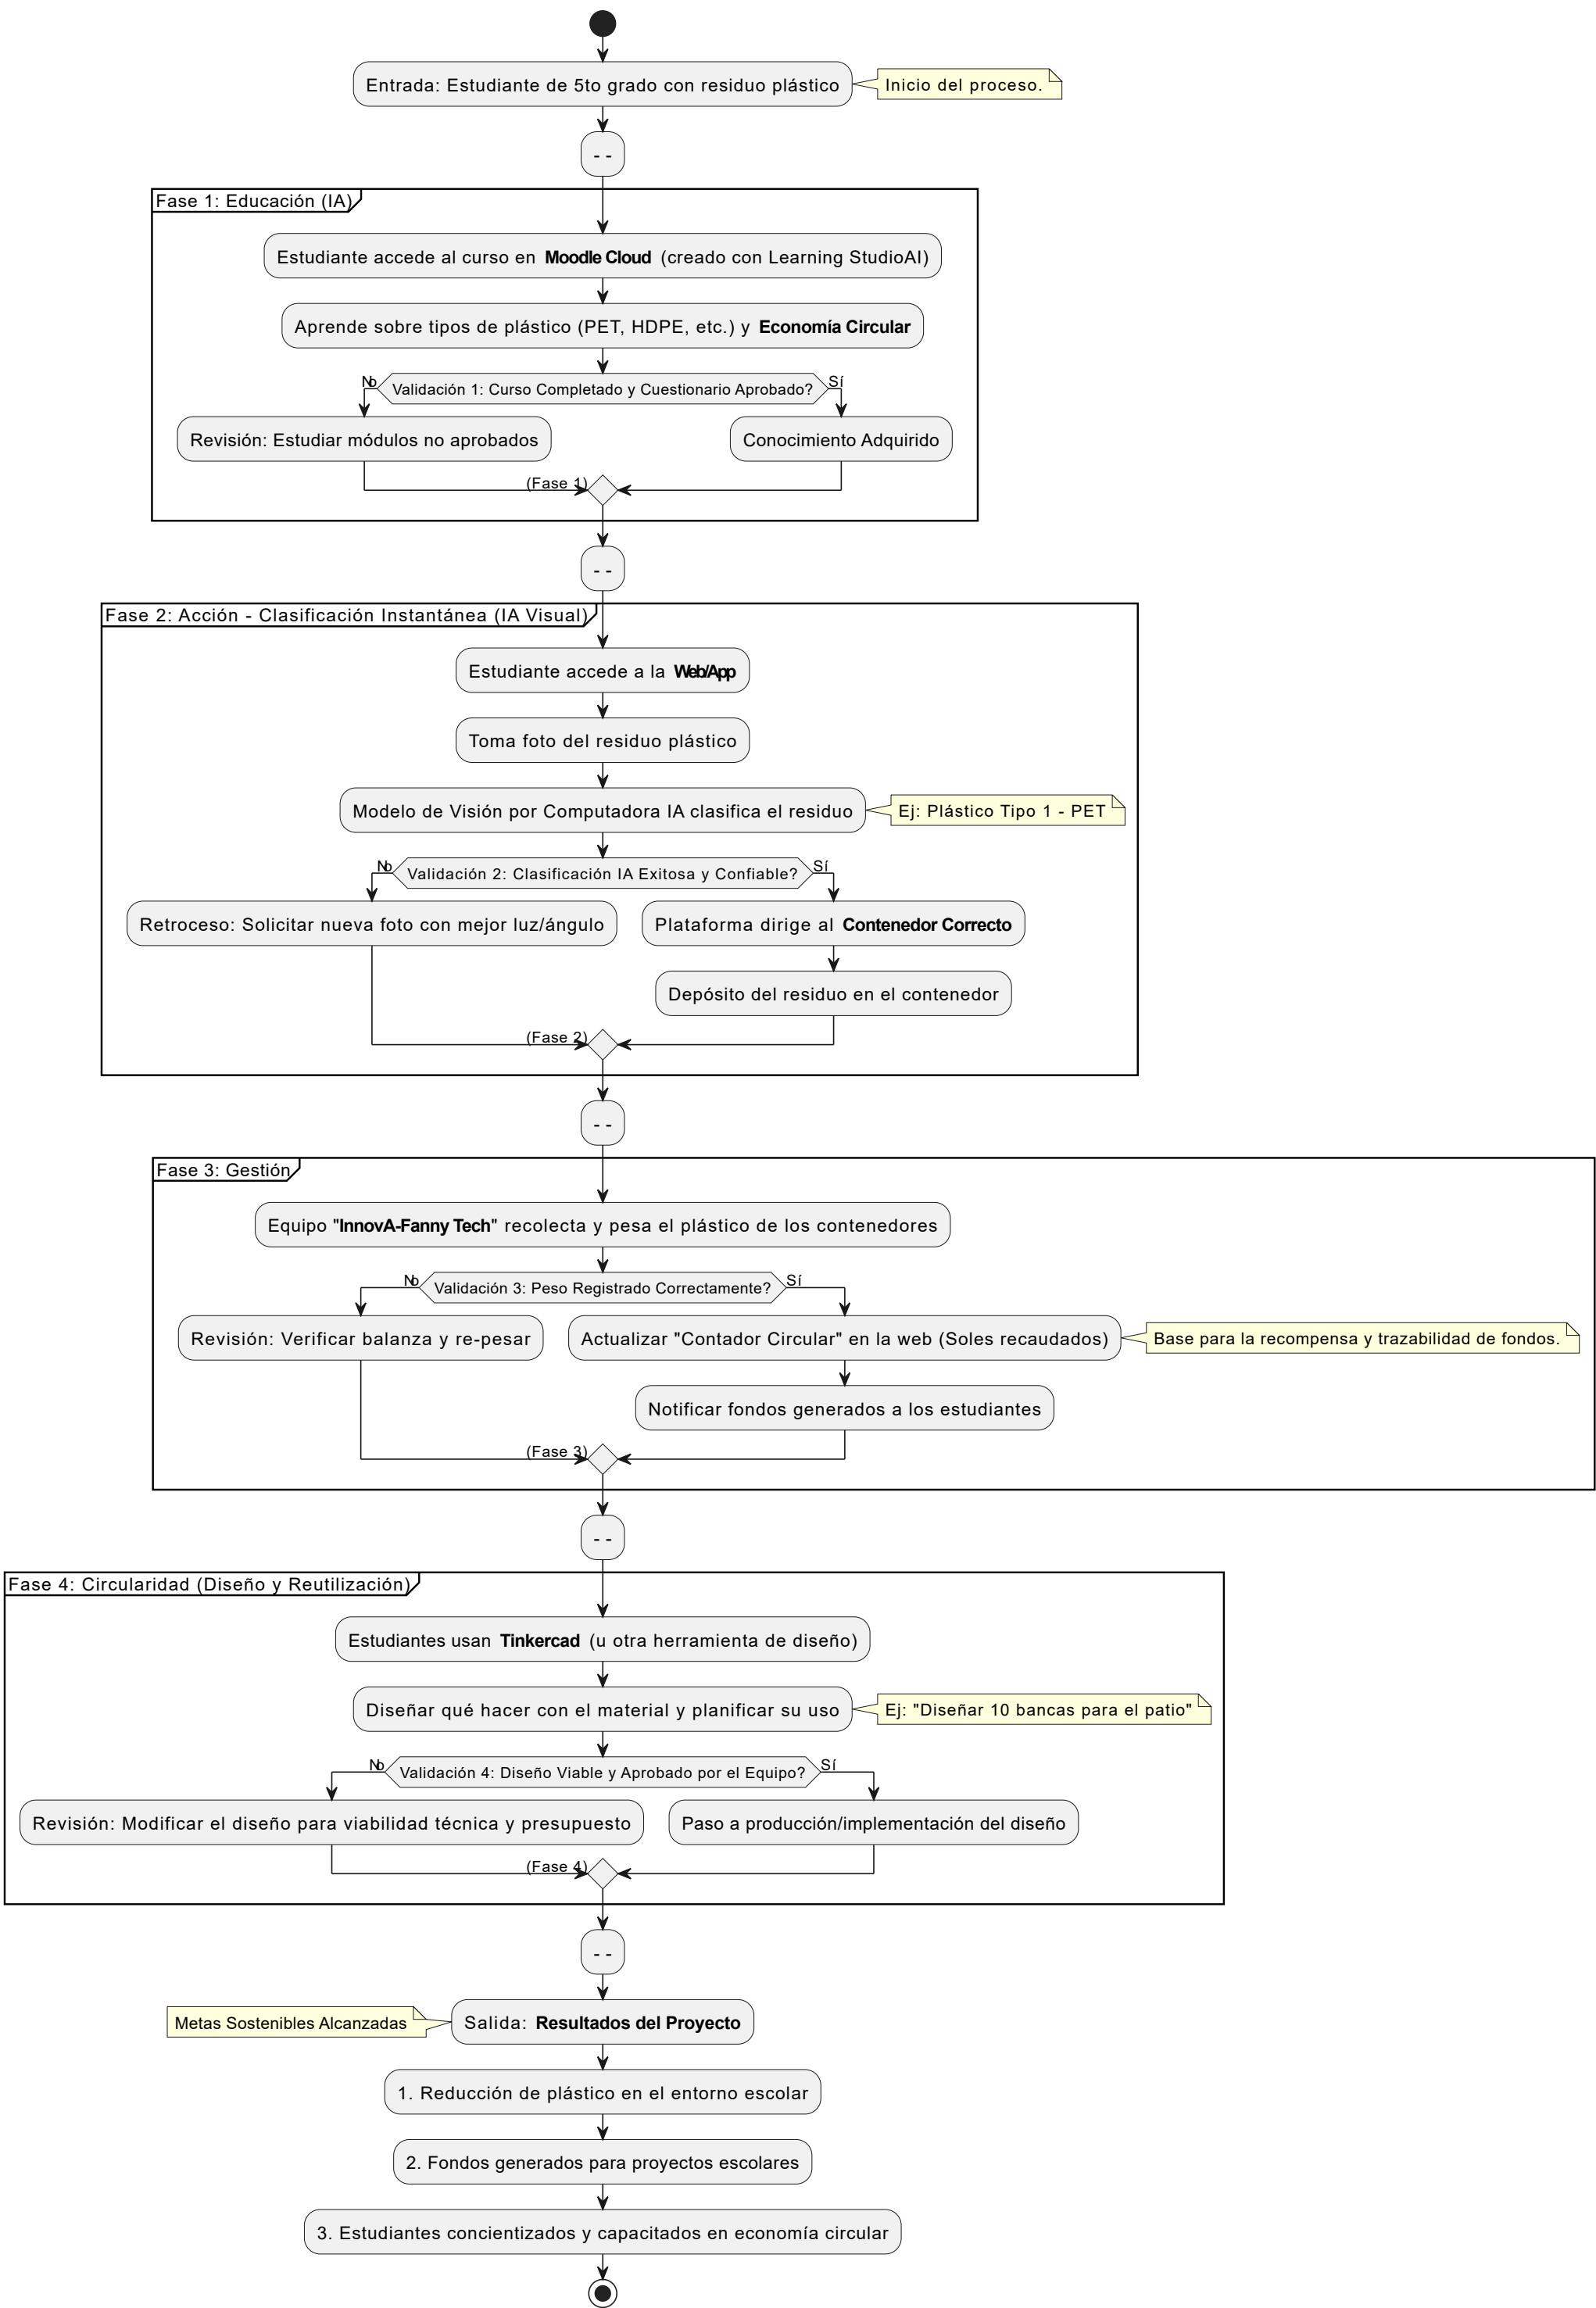 Entrada: Estudiante de 5to grado con residuo plástico
Inicio del proceso.
--
Fase 1: Educación (IA)
Estudiante accede al curso en Moodle Cloud (creado con Learning StudioAI)
Aprende sobre tipos de plástico (PET, HDPE, etc.) y Economía Circular
No
Validación 1: Curso Completado y Cuestionario Aprobado?
Sí
Revisión: Estudiar módulos no aprobados
Conocimiento Adquirido
(Fase 1)
--
Fase 2: Acción - Clasificación Instantánea (IA Visual)
Estudiante accede a la Web/App
Toma foto del residuo plástico
Modelo de Visión por Computadora IA clasifica el residuo
Ej: Plástico Tipo 1 - PET
No
Validación 2: Clasificación IA Exitosa y Confiable?
Sí
Retroceso: Solicitar nueva foto con mejor luz/ángulo
Plataforma dirige al Contenedor Correcto
Depósito del residuo en el contenedor
(Fase 2)
--
Fase 3: Gestión
Equipo "InnovA-Fanny Tech" recolecta y pesa el plástico de los contenedores
No
Validación 3: Peso Registrado Correctamente?
Sí
Revisión: Verificar balanza y re-pesar
Actualizar "Contador Circular" en la web (Soles recaudados)
Base para la recompensa y trazabilidad de fondos.
Notificar fondos generados a los estudiantes
(Fase 3)
--
Fase 4: Circularidad (Diseño y Reutilización)
Estudiantes usan Tinkercad (u otra herramienta de diseño)
Diseñar qué hacer con el material y planificar su uso
Ej: "Diseñar 10 bancas para el patio"
No
Validación 4: Diseño Viable y Aprobado por el Equipo?
Sí
Revisión: Modificar el diseño para viabilidad técnica y presupuesto
Paso a producción/implementación del diseño
(Fase 4)
--
Metas Sostenibles Alcanzadas
Salida: Resultados del Proyecto
1. Reducción de plástico en el entorno escolar
2. Fondos generados para proyectos escolares
3. Estudiantes concientizados y capacitados en economía circular